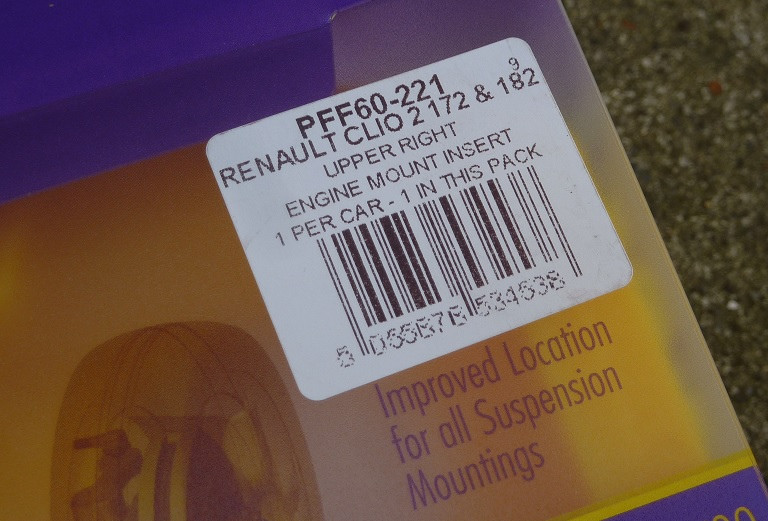 9
PFF60-221
RENAULT CLIO 2 172 & 182
UPPER RIGHT
ENGINE MOUNT INSERT
1 PER CAR - 1 IN THIS PACK
Improved Location
for all Suspension
Mountings